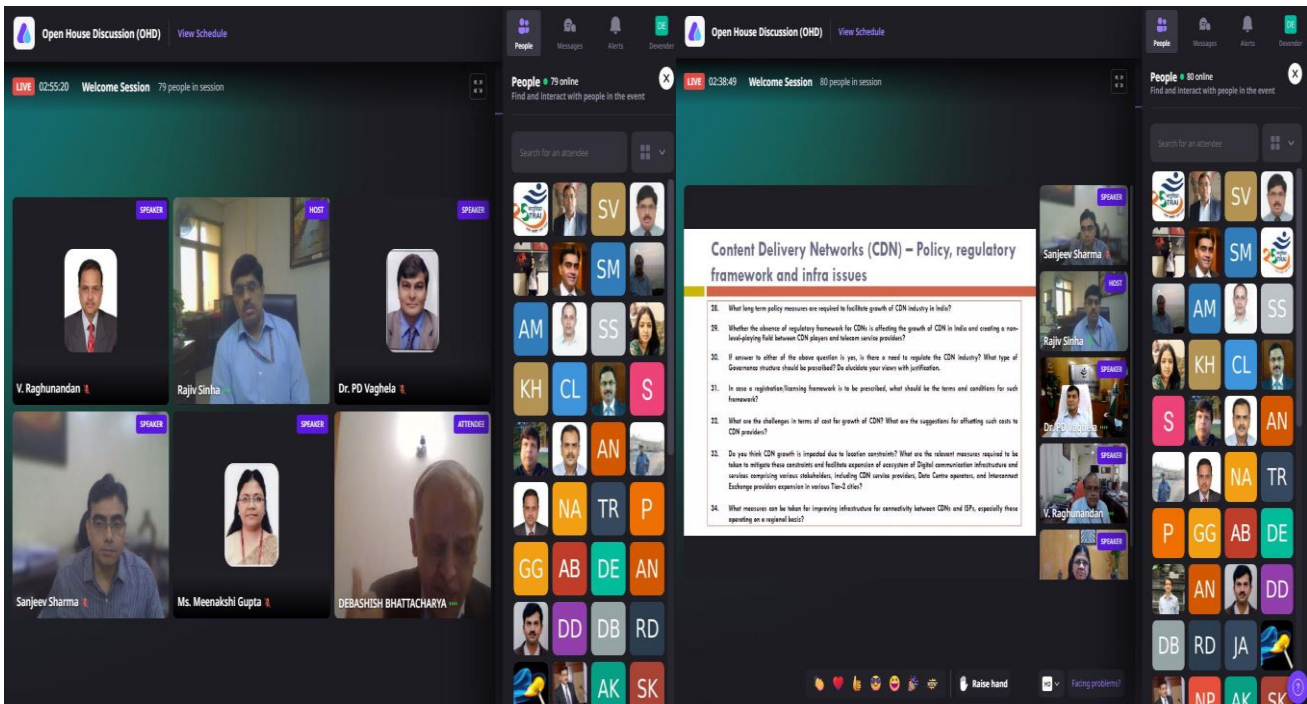 Open House Discussion (OHD) View Schedule
People
Messages
Alerts
DE
Devender
LIVE 02:55:20 Welcome Session 79 people in session
People 79 online
Find and interact with people in the event
Search for an attendee
SPEAKER
HOST
SPEAKER
V. Raghunandan
Rajiv Sinha
Dr. PD Vaghela
SPEAKER
SPEAKER
ATTENDEE
Sanjeev Sharma
Ms. Meenakshi Gupta
DEBASHISH BHATTACHARYA
TRAI
SV
SM
AM SS
KH CL S
AN
NA TR P
GG AB DE AN
DD DB RD
AK SK
Open House Discussion (OHD) View Schedule
People
Messages
Alerts
DE
Devender
LIVE 02:38:49 Welcome Session 80 people in session
People 80 online
Find and interact with people in the event
Search for an attendee
Content Delivery Networks (CDN) – Policy, regulatory
framework and infra issues
28. What long term policy measures are required to facilitate growth of CDN industry in India?
29. Whether the absence of regulatory framework for CDNs is affecting the growth of CDN in India and creating a non-
level-playing field between CDN players and telecom service providers?
30. If answer to either of the above question is yes, is there a need to regulate the CDN industry? What type of
Governance structure should be prescribed? Do elucidate your views with justification.
31. In case a registration/licensing framework is to be prescribed, what should be the terms and conditions for such
framework?
32. What are the challenges in terms of cost for growth of CDN? What are the suggestions for offsetting such costs to
CDN providers?
33. Do you think CDN growth is impacted due to location constraints? What are the relevant measures required to be
taken to mitigate these constraints and facilitate expansion of ecosystem of Digital communication infrastructure and
services comprising various stakeholders, including CDN service providers, Data Centre operators, and Interconnect
Exchange providers expansion in various Tier-2 cities?
34. What measures can be taken for improving infrastructure for connectivity between CDNs and ISPs, especially those
operating on a regional basis?
SPEAKER
Sanjeev Sharma
HOST
Rajiv Sinha
SPEAKER
Dr. PD Vaghela
SPEAKER
V. Raghunandan
SPEAKER
SV
SM
AM SS
KH CL
S AN
NA TR
P GG AB DE
AN DD
DB RD JA
NP AK SK
Raise hand
HD
Facing problems?